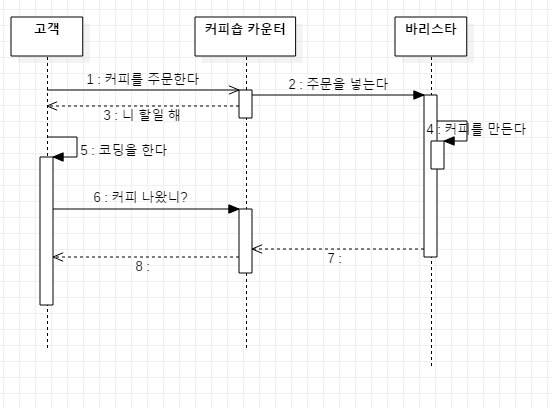 고객
커피숍 카운터
바리스타
1 : 커피를 주문한다
2 : 주문을 넣는다
3 : 니 할일 해
4 : 커피를 만든다
5 : 코딩을 한다
6 : 커피 나왔니?
7 :
8 :